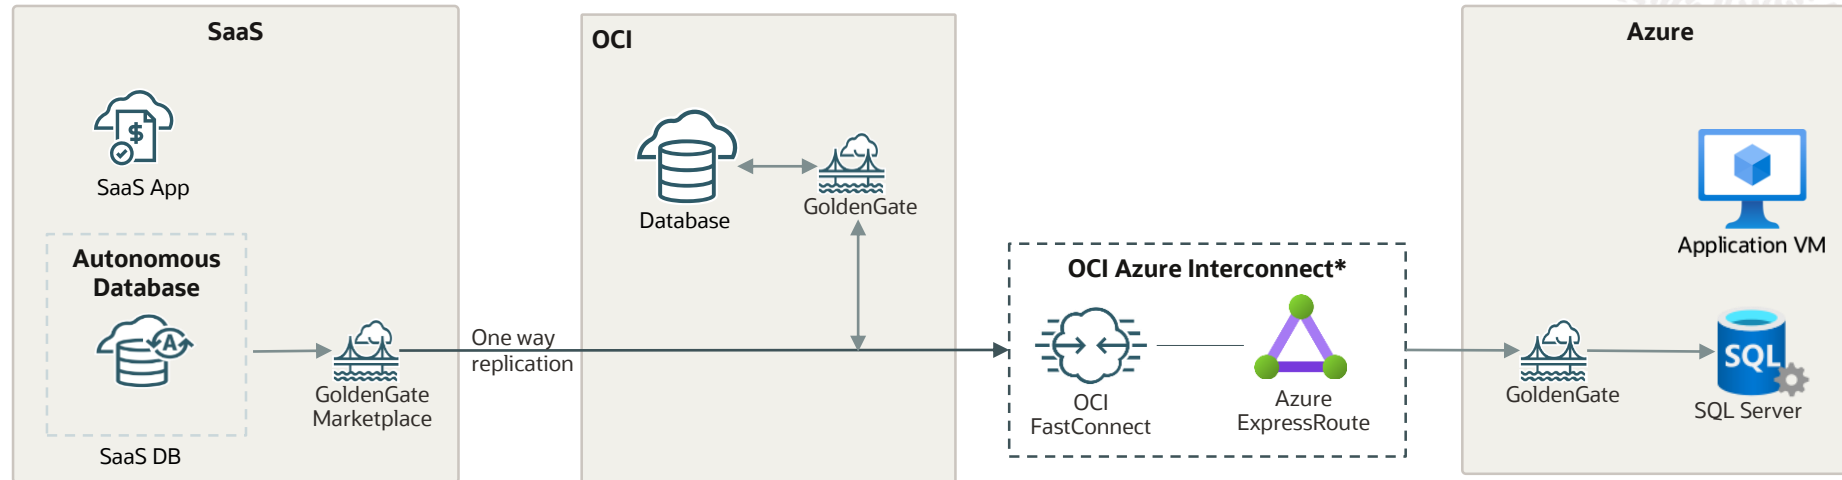 SaaS
SaaS App
Autonomous
Database
A
SaaS DB
GoldenGate
Marketplace
One way
replication
OCI
Database
GoldenGate
OCI Azure Interconnect*
OCI
FastConnect
Azure
ExpressRoute
Azure
Application VM
GoldenGate
SQL
SQL Server
$